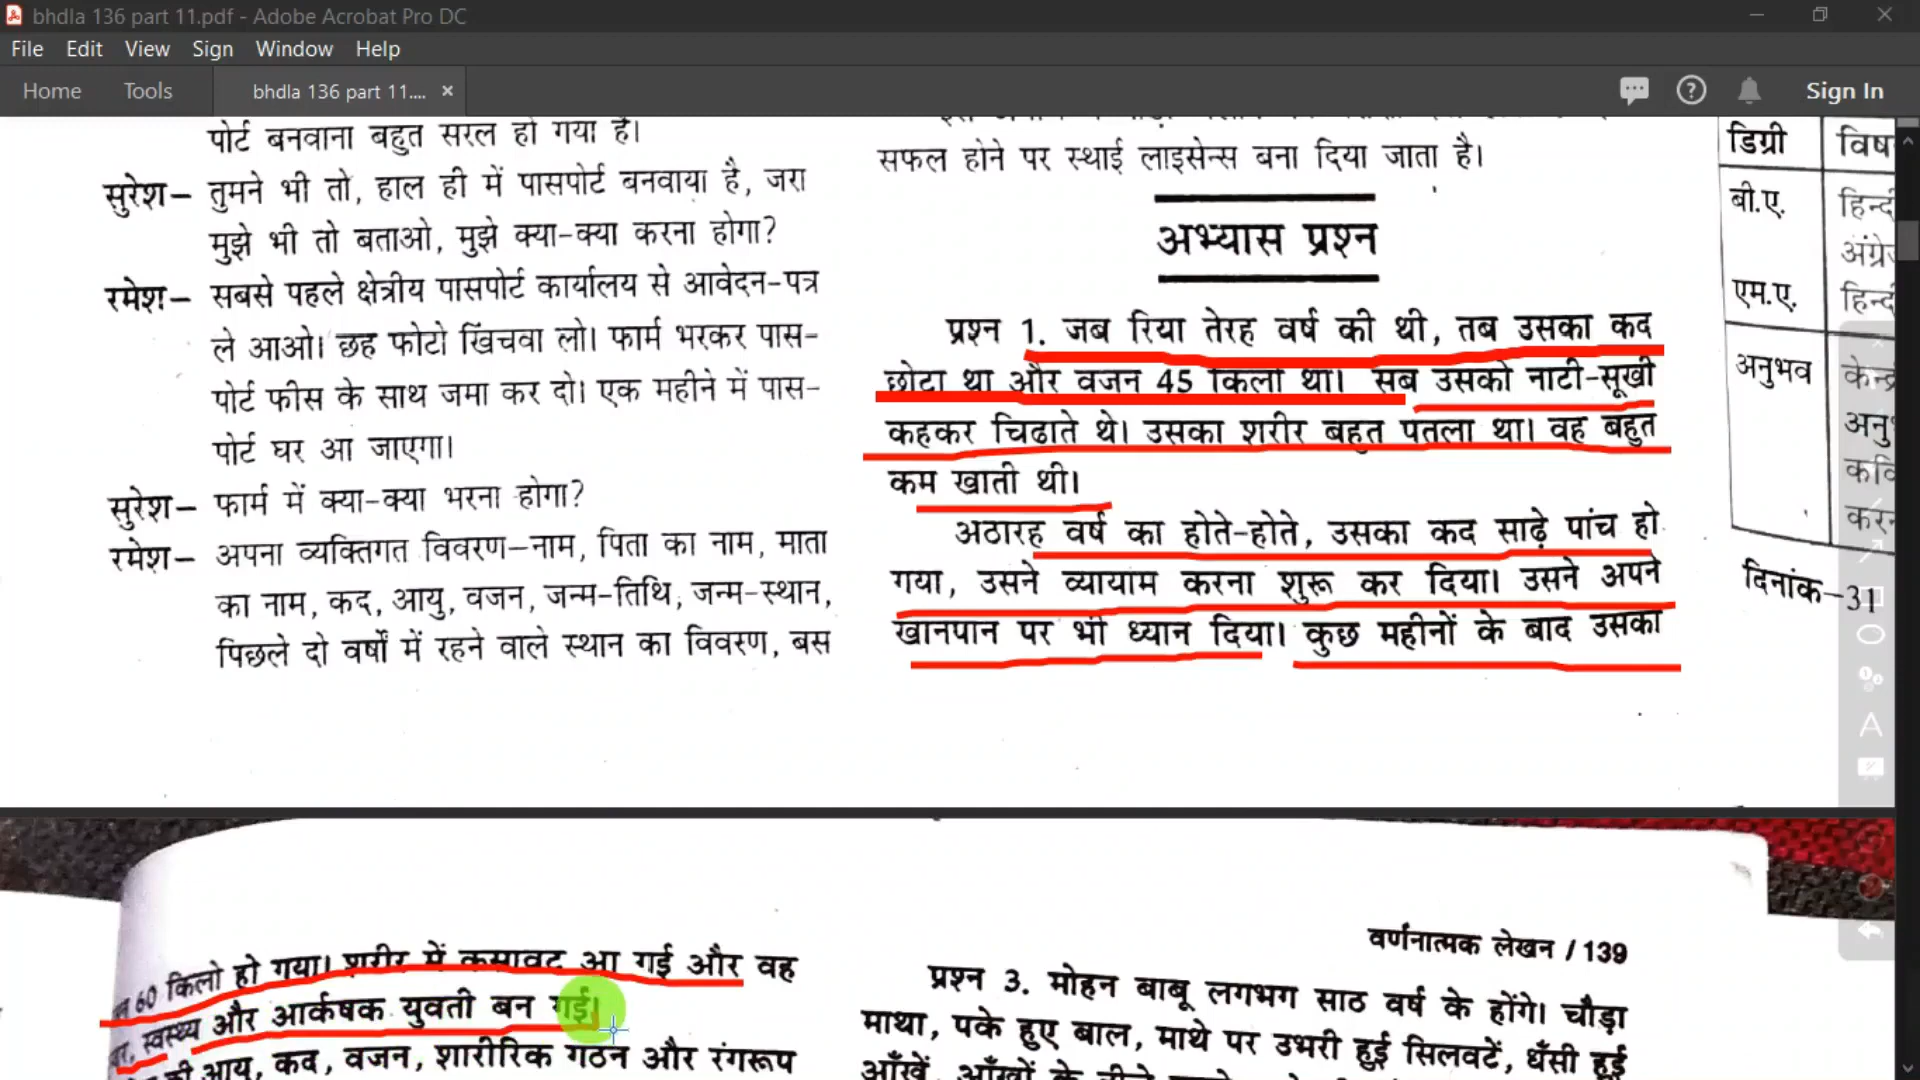 bhdla 136 part 11.pdf - Adobe Acrobat Pro DC
File Edit View Sign Window Help
Home Tools bhdla 136 part 11.... × Sign In
पोर्ट बनवाना बहुत सरल हो गया है।
सुरेश– तुमने भी तो, हाल ही में पासपोर्ट बनवाया है, जरा
मुझे भी तो बताओ, मुझे क्या-क्या करना होगा?
रमेश– सबसे पहले क्षेत्रीय पासपोर्ट कार्यालय से आवेदन-पत्र
ले आओ। छह फोटो खिंचवा लो। फार्म भरकर पास-
पोर्ट फीस के साथ जमा कर दो। एक महीने में पास-
पोर्ट घर आ जाएगा।
सुरेश– फार्म में क्या-क्या भरना होगा?
रमेश– अपना व्यक्तिगत विवरण–नाम, पिता का नाम, माता
का नाम, कद, आयु, वजन, जन्म-तिथि, जन्म-स्थान,
पिछले दो वर्षों में रहने वाले स्थान का विवरण, बस
सफल होने पर स्थाई लाइसेन्स बना दिया जाता है।
अभ्यास प्रश्न
प्रश्न 1. जब रिया तेरह वर्ष की थी, तब उसका कद
छोटा था और वजन 45 किलो था। सब उसको नाटी-सूखी
कहकर चिढाते थे। उसका शरीर बहुत पतला था। वह बहुत
कम खाती थी।
अठारह वर्ष का होते-होते, उसका कद साढ़े पांच हो
गया, उसने व्यायाम करना शुरू कर दिया। उसने अपने
खानपान पर भी ध्यान दिया। कुछ महीनों के बाद उसका
डिग्री
बी.ए. हिन्दी
एम.ए. हिन्दी
अनुभव
दिनांक–31
60 किलो हो गया। शरीर में कसावट आ गई और वह
स्वस्थ्य और आर्कषक युवती बन गई।
आयु, कद, वजन, शारीरिक गठन और रंगरूप
वर्णनात्मक लेखन / 139
प्रश्न 3. मोहन बाबू लगभग साठ वर्ष के होंगे। चौड़ा
माथा, पके हुए बाल, माथे पर उभरी हुई सिलवटें, धँसी हुई
आँखें, आँखों के नीचे